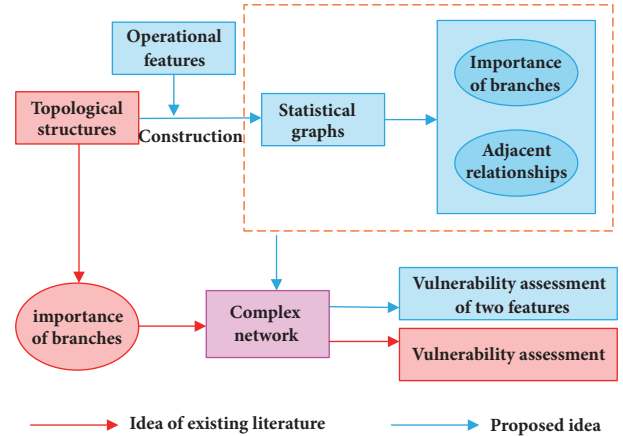 Operational
features
Topological
structures
Construction
Statistical
graphs
Importance
of branches
Adjacent
relationships
importance
of branches
Complex
network
Vulnerability assessment
of two features
Vulnerability assessment
Idea of existing literature
Proposed idea